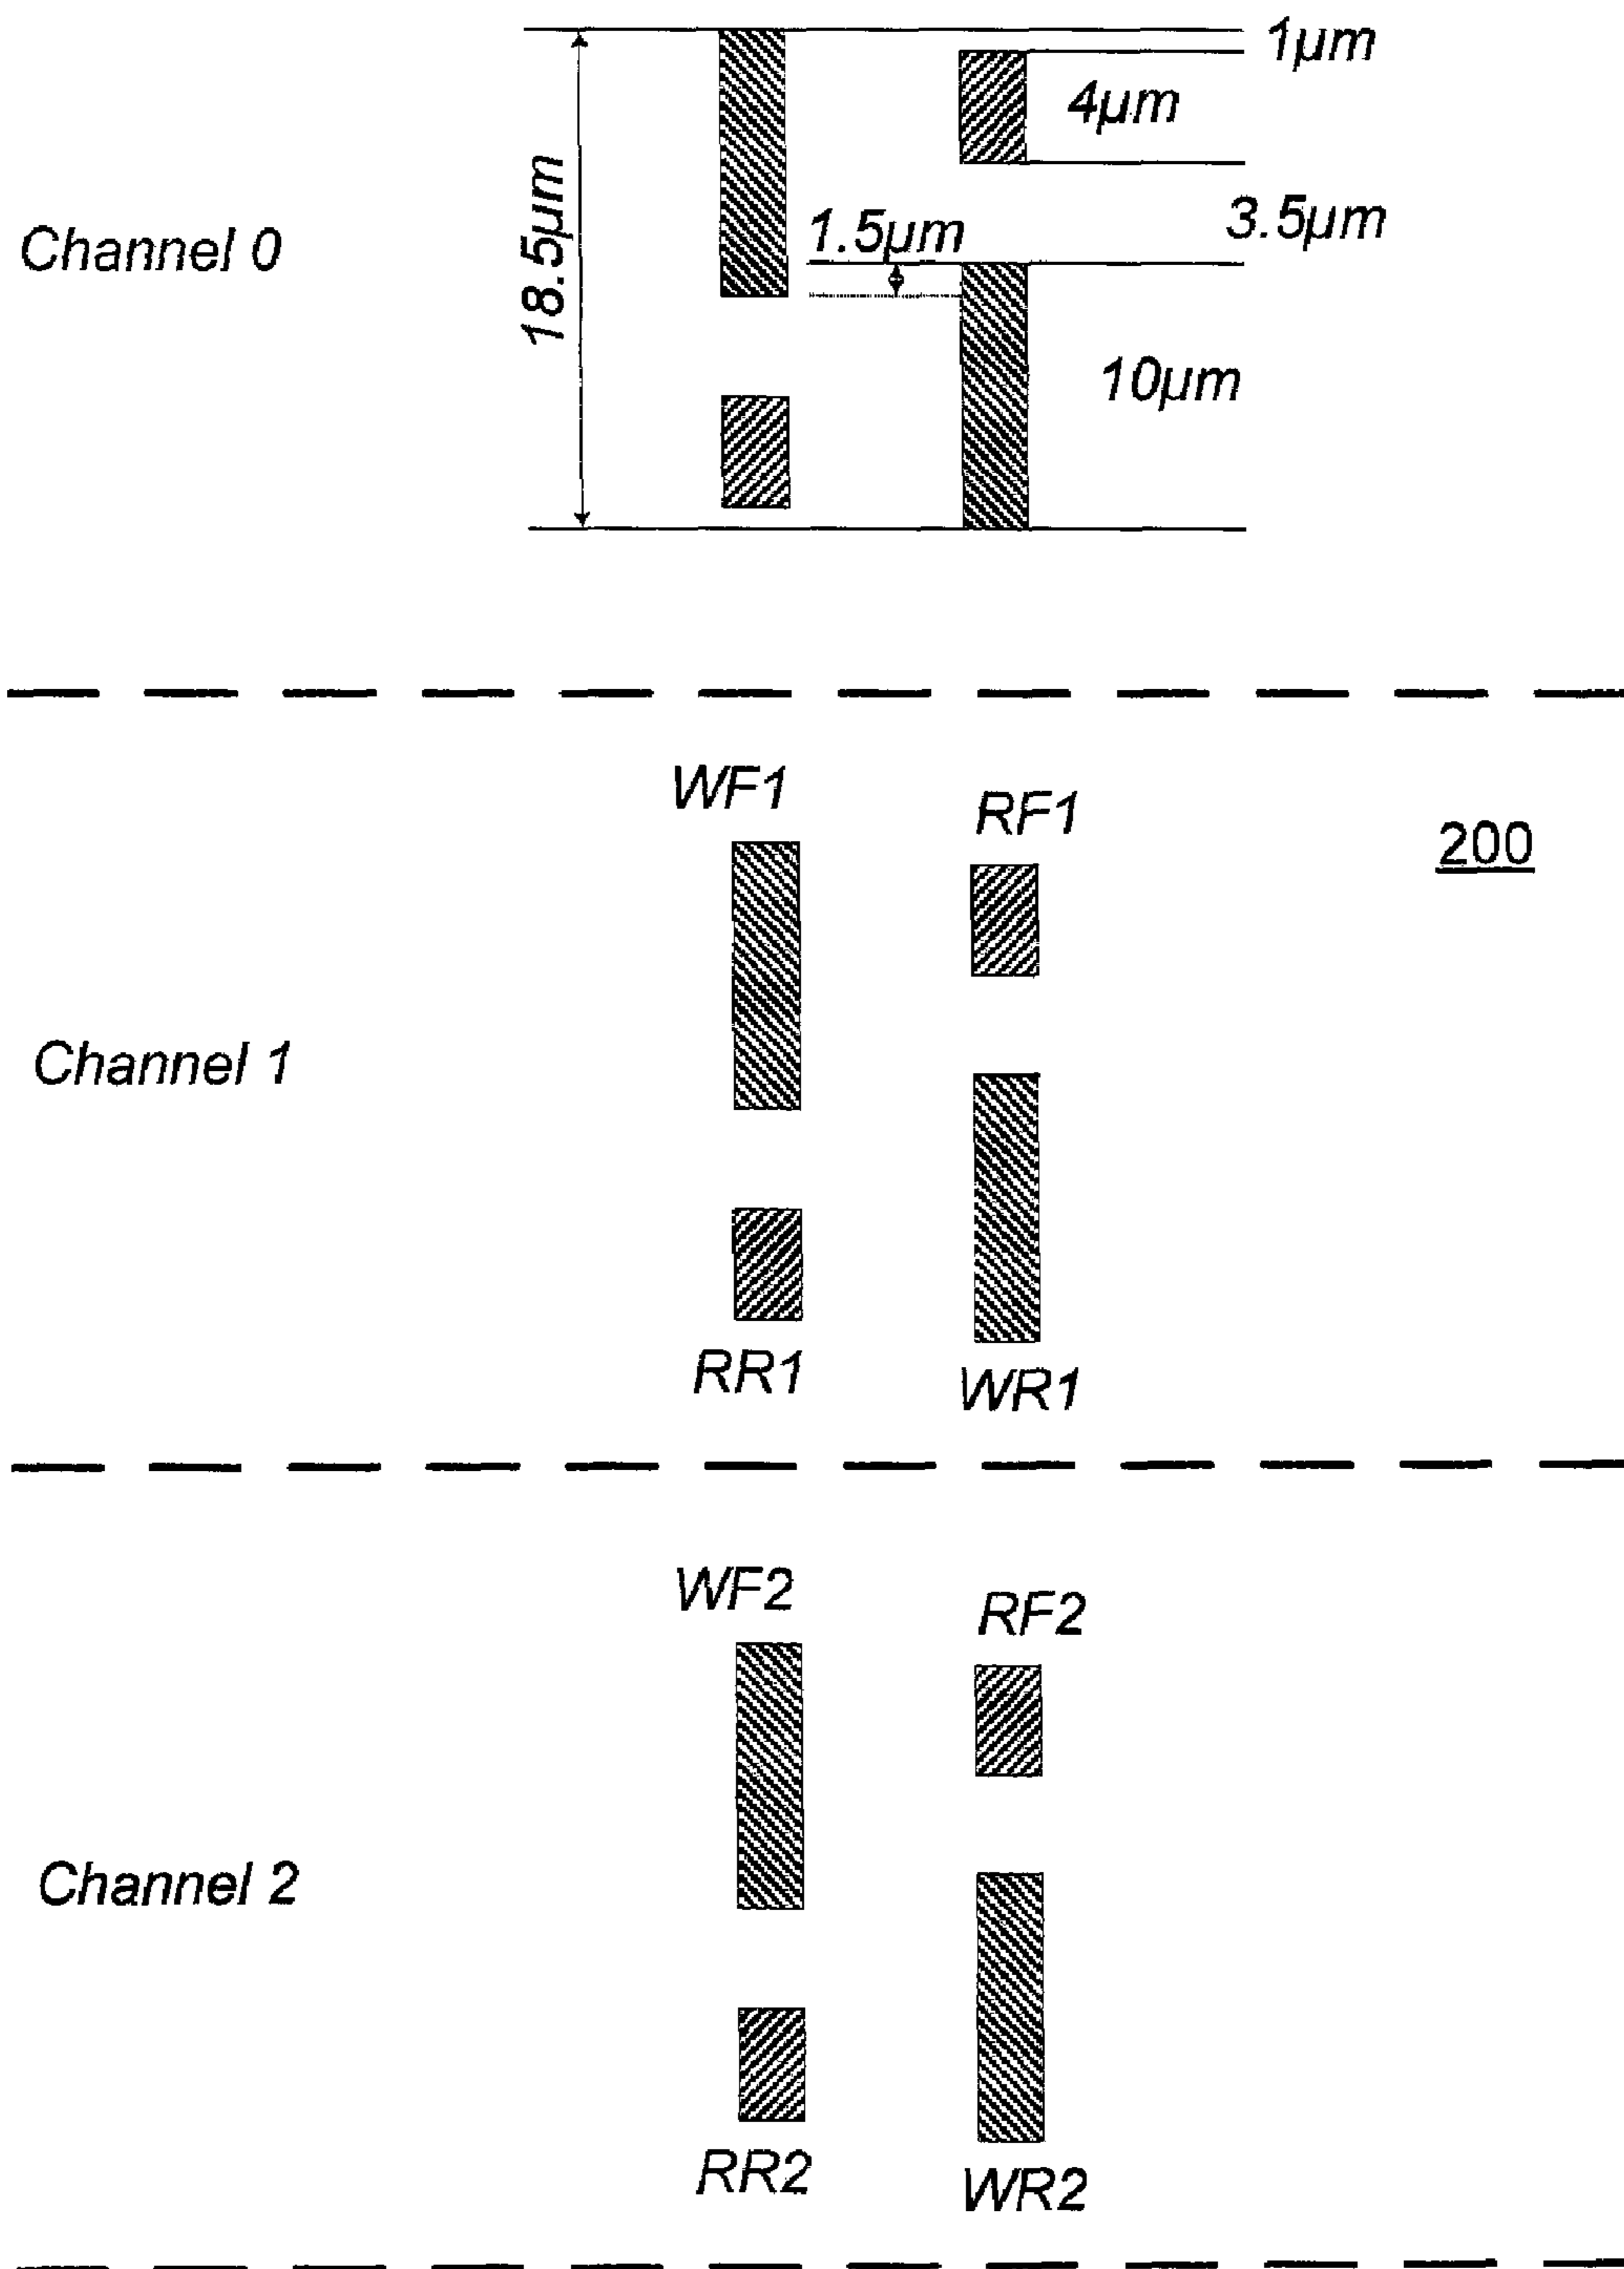 1μm
4μm
18.5μm
1.5μm
3.5μm
Channel 0
10μm
WF1
RF1
200
Channel 1
RR1
WR1
WF2
RF2
Channel 2
RR2
WR2